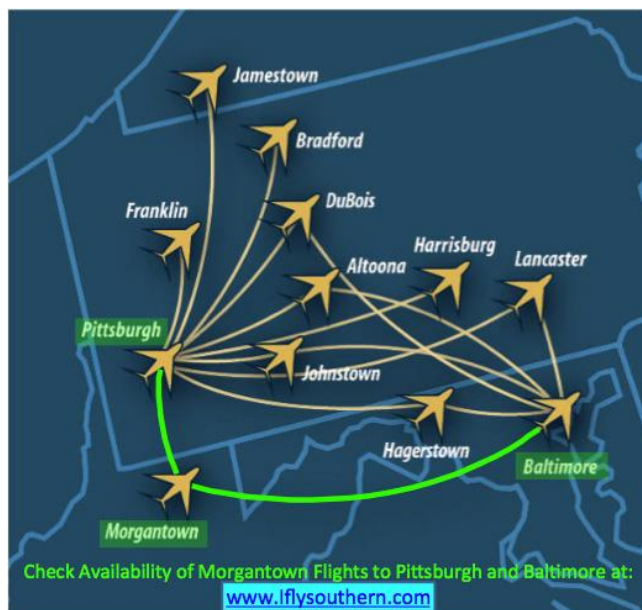 Jamestown
Bradford
DuBois
Franklin
Harrisburg
Altoona
Lancaster
Pittsburgh
Johnstown
Hagerstown
Baltimore
Morgantown
Check Availability of Morgantown Flights to Pittsburgh and Baltimore at:
www.Iflysouthern.com